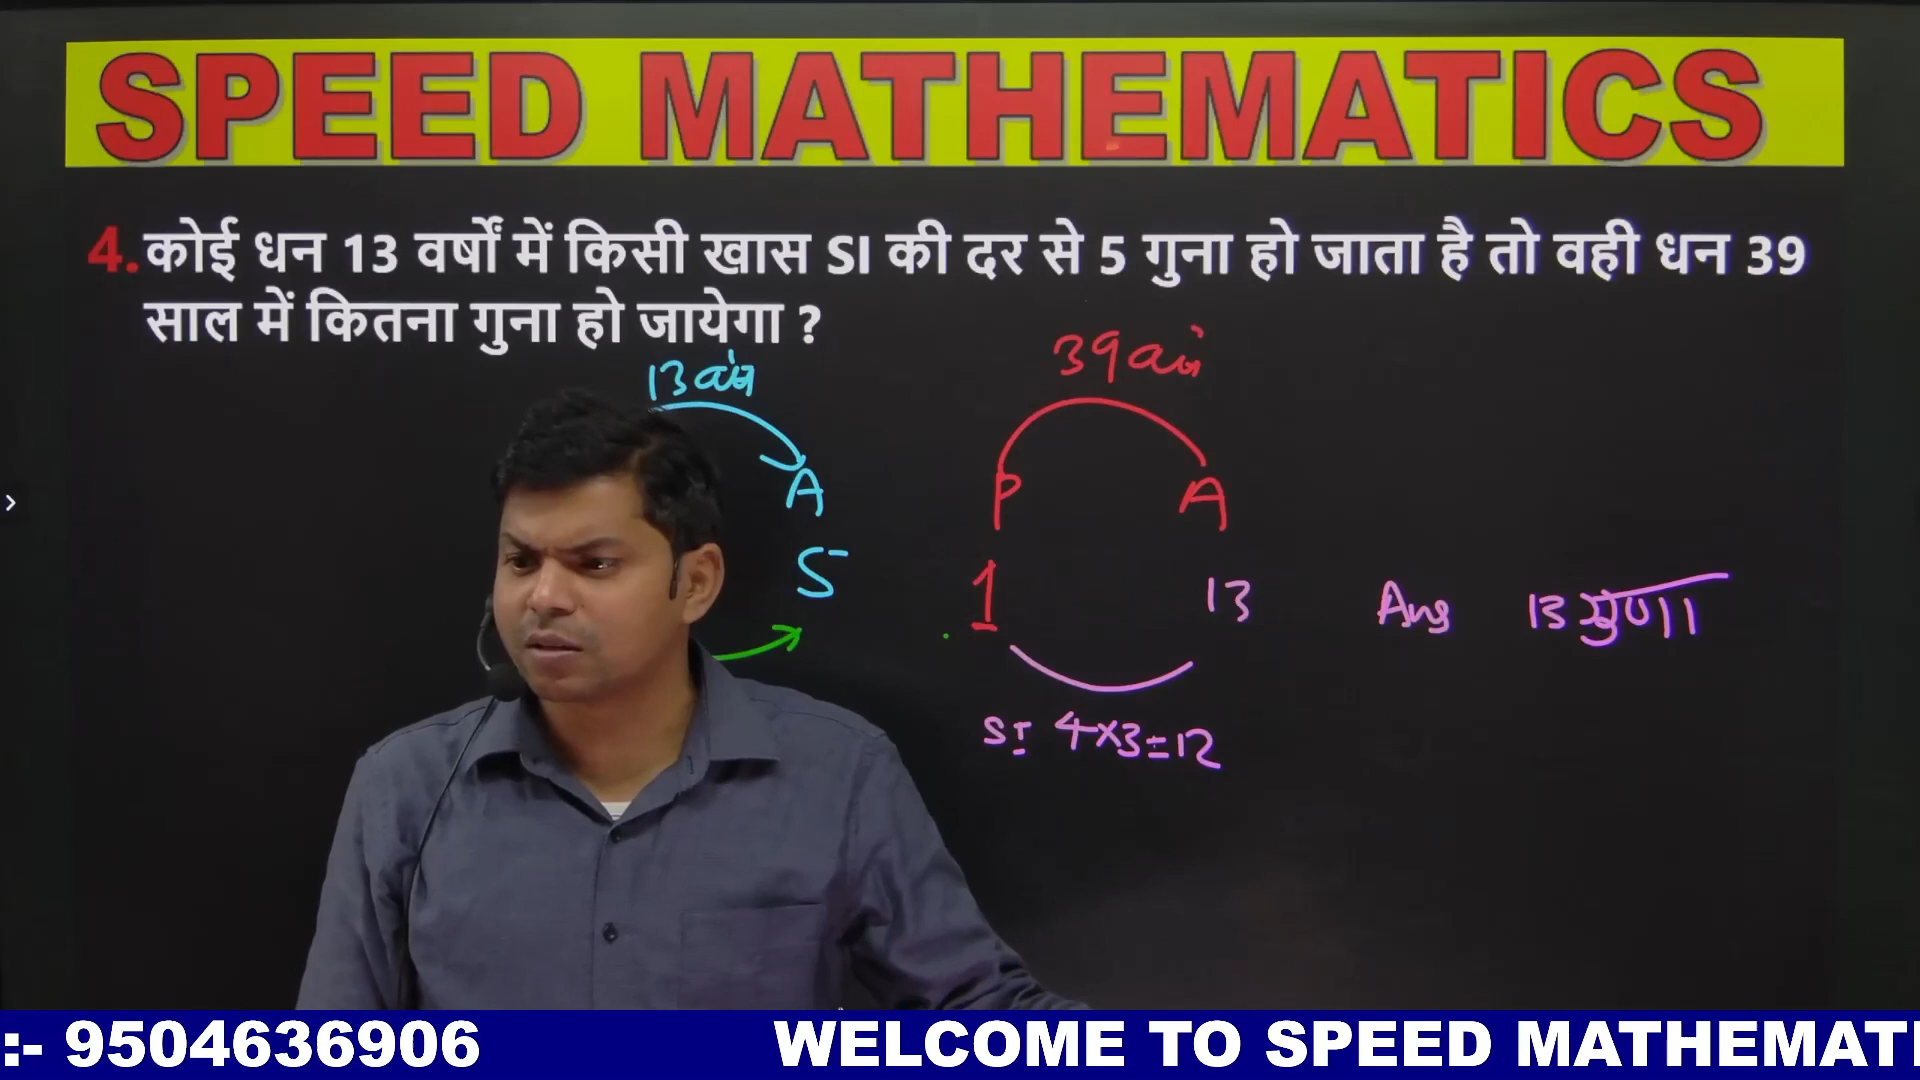 SPEED MATHEMATICS
4. कोई धन 13 वर्षों में किसी खास SI की दर से 5 गुना हो जाता है तो वही धन 39
साल में कितना गुना हो जायेगा ?
13 वर्ष
39 वर्ष
A
P A
5
1 13 Ans 13 गुणा
SI 4×3=12
:- 9504636906 WELCOME TO SPEED MATHEMATI